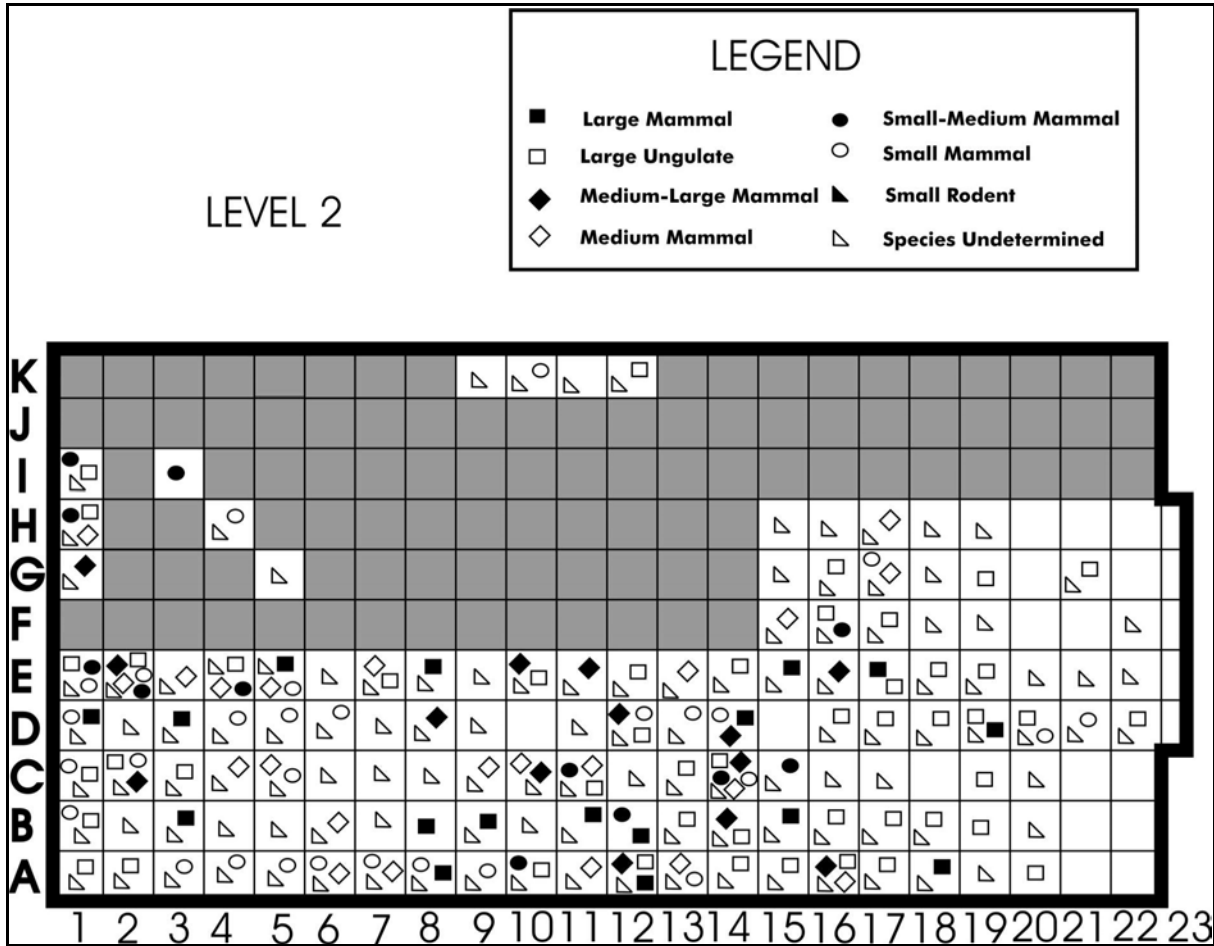 LEGEND
Large Mammal
Small-Medium Mammal
Large Ungulate
Small Mammal
Medium-Large Mammal
Small Rodent
Medium Mammal
Species Undetermined
LEVEL 2
K
J
I
H
G
F
E
D
C
B
A
1 2 3 4 5 6 7 8 9 10 11 12 13 14 15 16 17 18 19 20 21 22 23